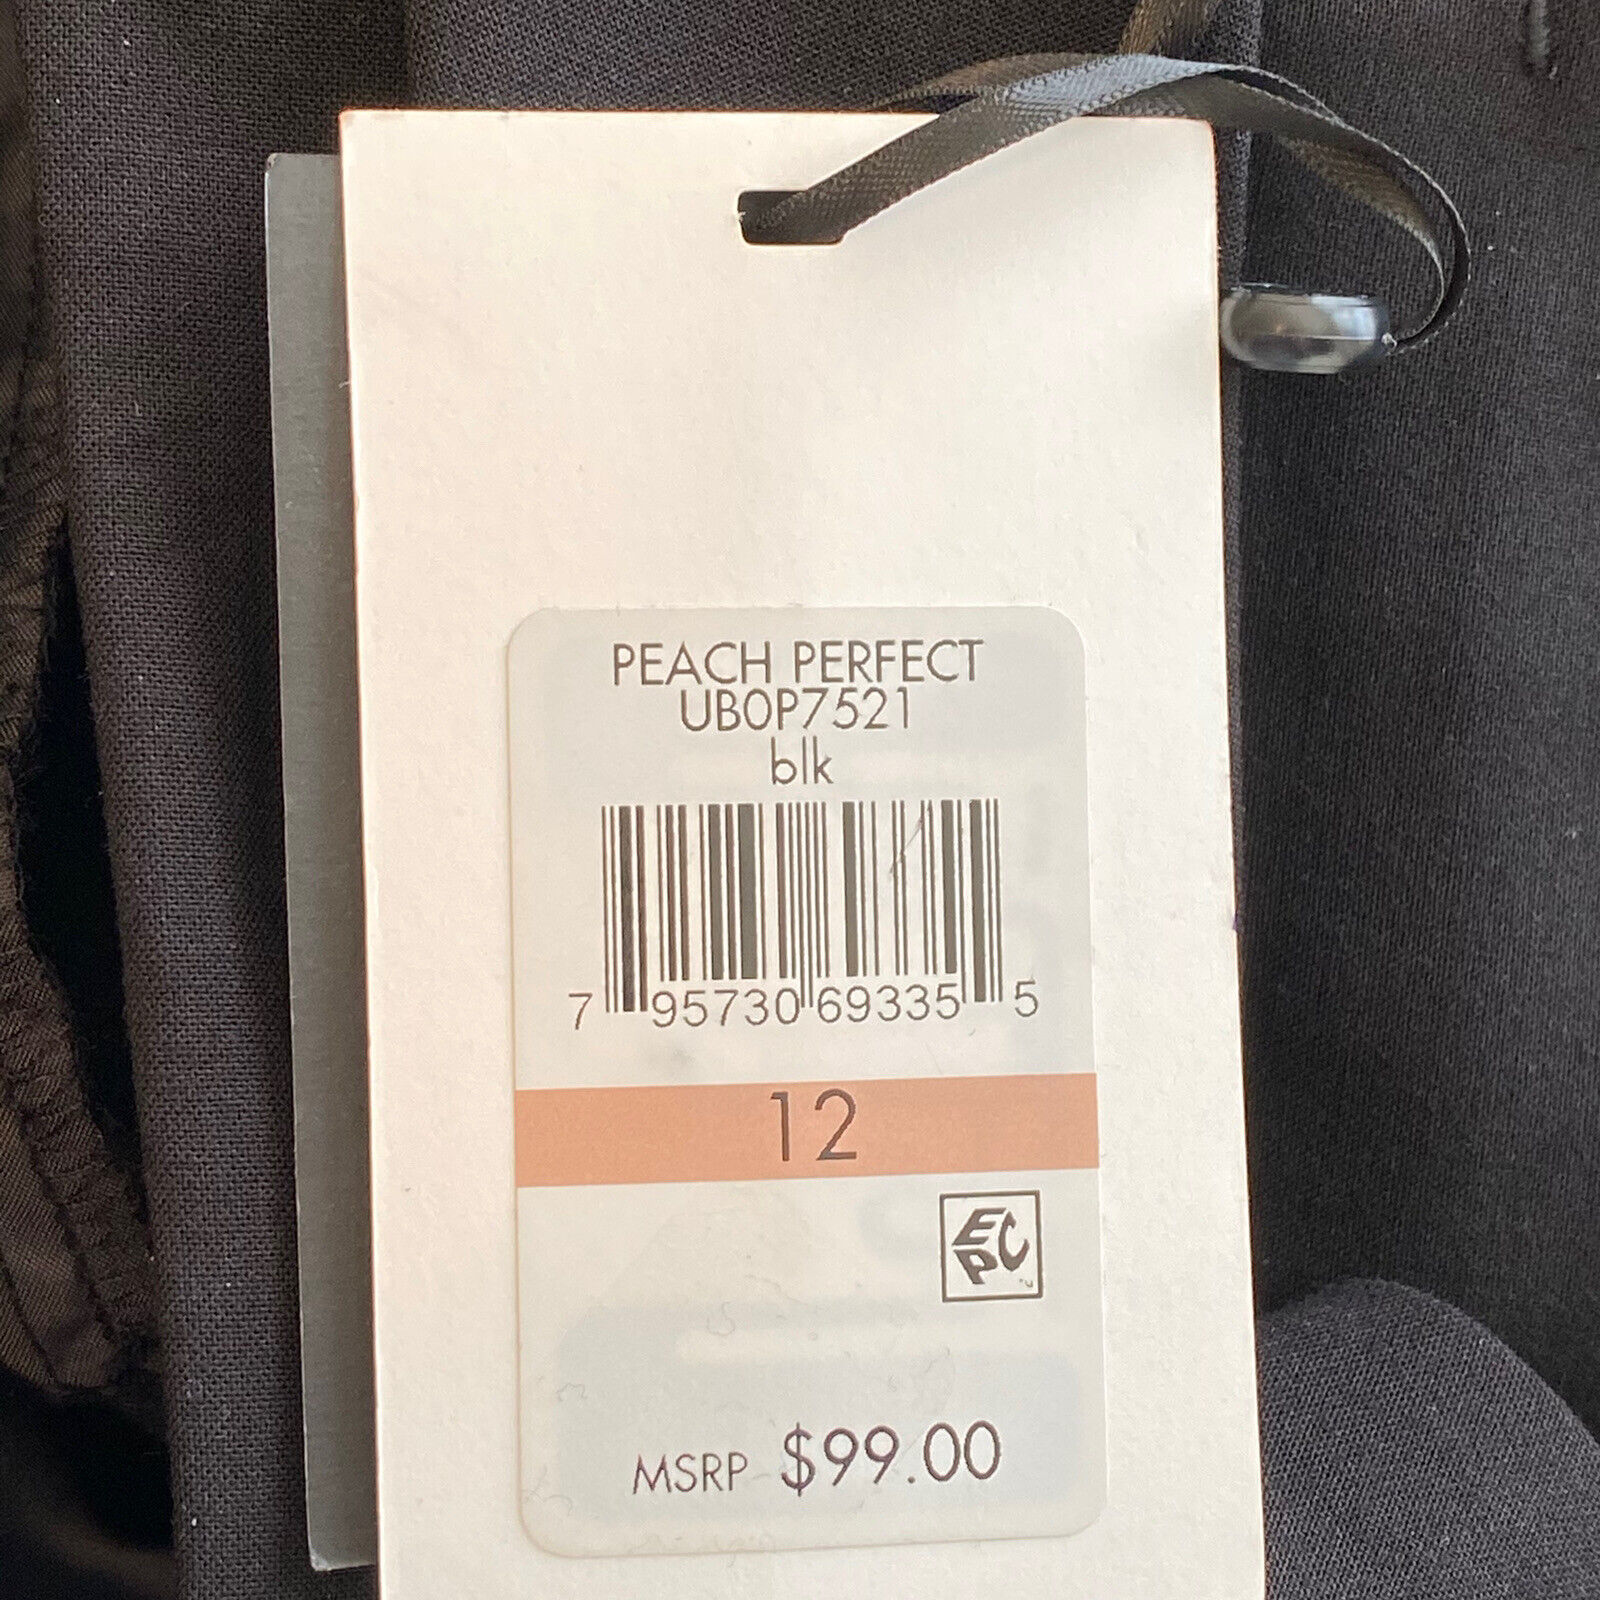 PEACH PERFECT
UB0P7521
blk
7 95730 69335 5
12
EPC
MSRP $99.00